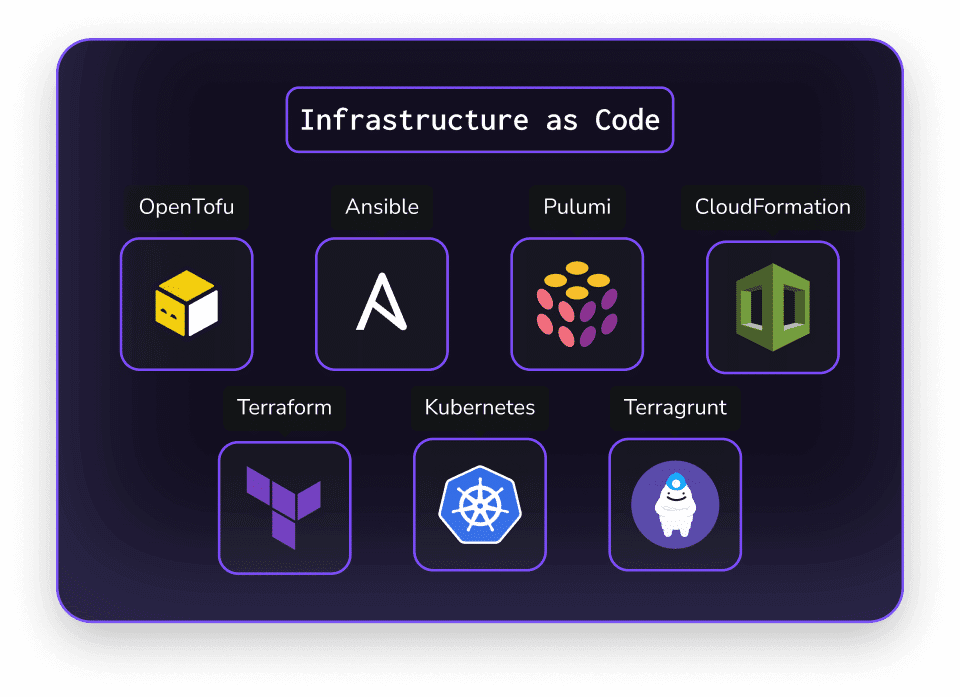 Infrastructure as Code
OpenTofu
Ansible
Pulumi
CloudFormation
Terraform
Kubernetes
Terragrunt